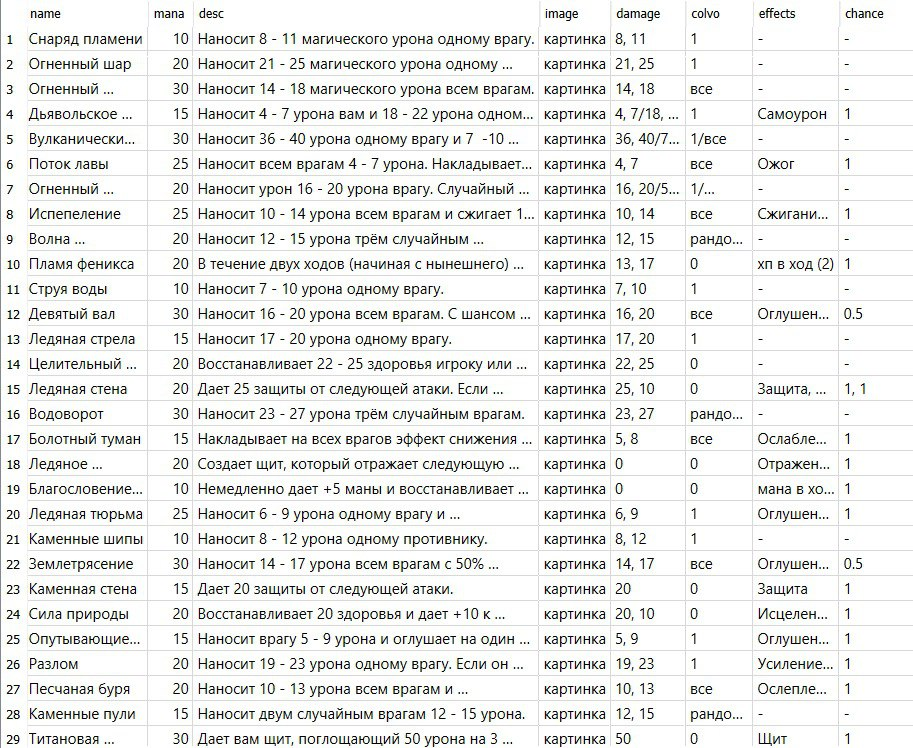 name mana desc image damage colvo effects chance
1 Снаряд пламени 10 Наносит 8 - 11 магического урона одному врагу. картинка 8, 11 1 - -
2 Огненный шар 20 Наносит 21 - 25 магического урона одному ... картинка 21, 25 1 - -
3 Огненный ... 30 Наносит 14 - 18 магического урона всем врагам. картинка 14, 18 все - -
4 Дьявольское ... 15 Наносит 4 - 7 урона вам и 18 - 22 урона одном... картинка 4, 7/18, ... 1 Самоурон 1
5 Вулканически... 30 Наносит 36 - 40 урона одному врагу и 7 -10 ... картинка 36, 40/7... 1/все - -
6 Поток лавы 25 Наносит всем врагам 4 - 7 урона. Накладывает... картинка 4, 7 все Ожог 1
7 Огненный ... 20 Наносит урон 16 - 20 урона врагу. Случайный ... картинка 16, 20/5... 1/... - -
8 Испепеление 25 Наносит 10 - 14 урона всем врагам и сжигает 1... картинка 10, 14 все Сжигани... 1
9 Волна ... 20 Наносит 12 - 15 урона трём случайным ... картинка 12, 15 рандо... - -
10 Пламя феникса 20 В течение двух ходов (начиная с нынешнего) ... картинка 13, 17 0 хп в ход (2) 1
11 Струя воды 10 Наносит 7 - 10 урона одному врагу. картинка 7, 10 1 - -
12 Девятый вал 30 Наносит 16 - 20 урона всем врагам. С шансом ... картинка 16, 20 все Оглушен... 0.5
13 Ледяная стрела 15 Наносит 17 - 20 урона одному врагу. картинка 17, 20 1 - -
14 Целительный ... 20 Восстанавливает 22 - 25 здоровья игроку или ... картинка 22, 25 0 - -
15 Ледяная стена 20 Дает 25 защиты от следующей атаки. Если ... картинка 25, 10 0 Защита, ... 1, 1
16 Водоворот 30 Наносит 23 - 27 урона трём случайным врагам. картинка 23, 27 рандо... - -
17 Болотный туман 15 Накладывает на всех врагов эффект снижения ... картинка 5, 8 все Ослабле... 1
18 Ледяное ... 20 Создает щит, который отражает следующую ... картинка 0 0 Отражен... 1
19 Благословение... 10 Немедленно дает +5 маны и восстанавливает ... картинка 0 0 мана в хо... 1
20 Ледяная тюрьма 25 Наносит 6 - 9 урона одному врагу и ... картинка 6, 9 1 Оглушен... 1
21 Каменные шипы 10 Наносит 8 - 12 урона одному противнику. картинка 8, 12 1 - -
22 Землетрясение 30 Наносит 14 - 17 урона всем врагам с 50% ... картинка 14, 17 все Оглушен... 0.5
23 Каменная стена 15 Дает 20 защиты от следующей атаки. картинка 20 0 Защита 1
24 Сила природы 20 Восстанавливает 20 здоровья и дает +10 к ... картинка 20, 10 0 Исцелен... 1
25 Опутывающие... 15 Наносит врагу 5 - 9 урона и оглушает на один ... картинка 5, 9 1 Оглушен... 1
26 Разлом 20 Наносит 19 - 23 урона одному врагу. Если он ... картинка 19, 23 1 Усиление... 1
27 Песчаная буря 20 Наносит 10 - 13 урона всем врагам и ... картинка 10, 13 все Ослепле... 1
28 Каменные пули 15 Наносит двум случайным врагам 12 - 15 урона. картинка 12, 15 рандо... - -
29 Титановая ... 30 Дает вам щит, поглощающий 50 урона на 3 ... картинка 50 0 Щит 1